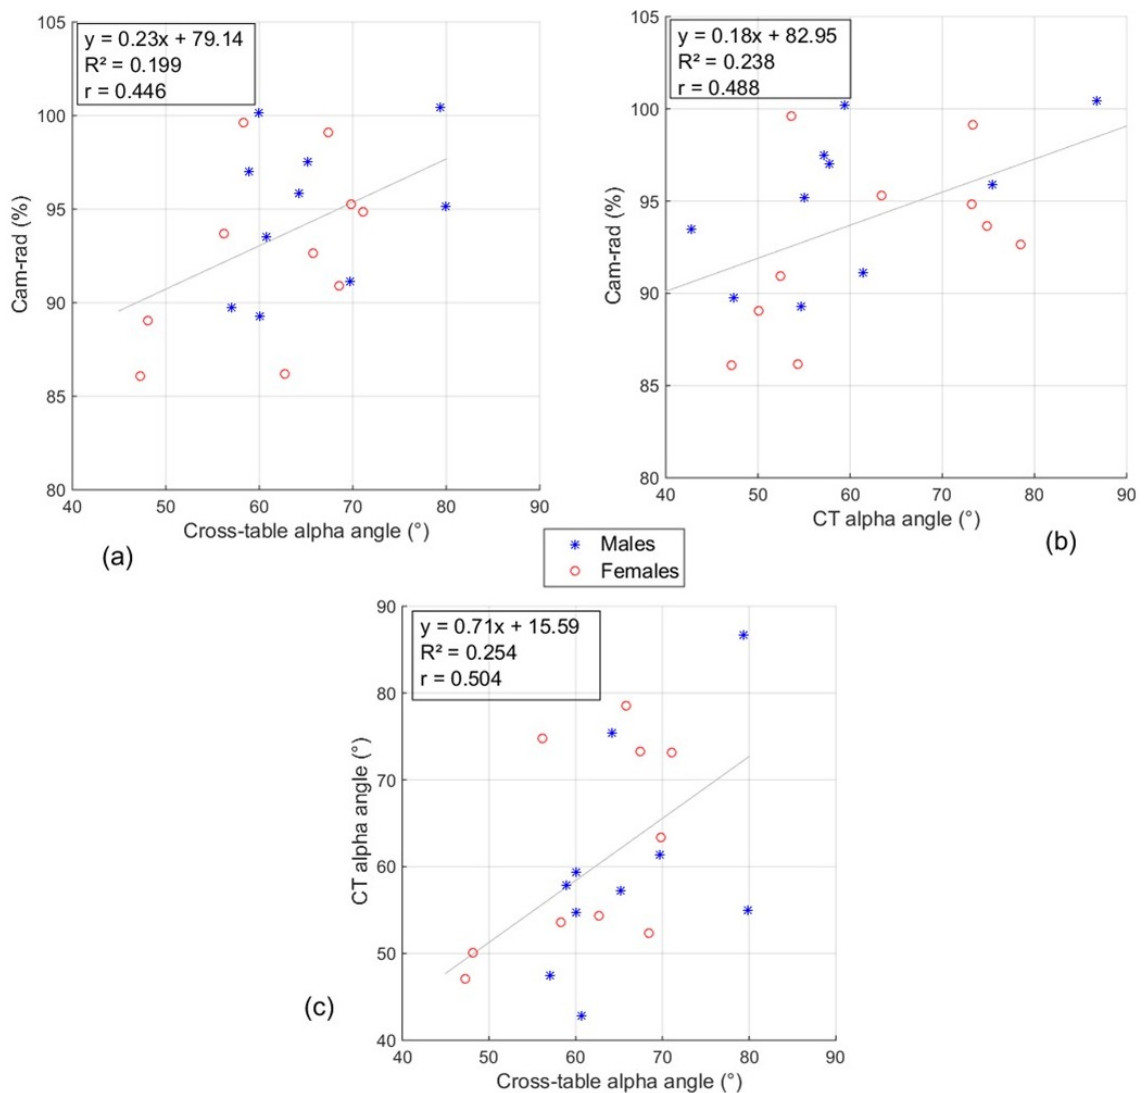 105
100
95
90
85
80
y = 0.23x + 79.14
R² = 0.199
r = 0.446
Cam-rad (%)
40 50 60 70 80 90
Cross-table alpha angle (°)
(a)
105
100
95
90
85
80
y = 0.18x + 82.95
R² = 0.238
r = 0.488
Cam-rad (%)
40 50 60 70 80 90
CT alpha angle (°)
(b)
Males
Females
90
80
70
60
50
40
y = 0.71x + 15.59
R² = 0.254
r = 0.504
CT alpha angle (°)
40 50 60 70 80 90
Cross-table alpha angle (°)
(c)